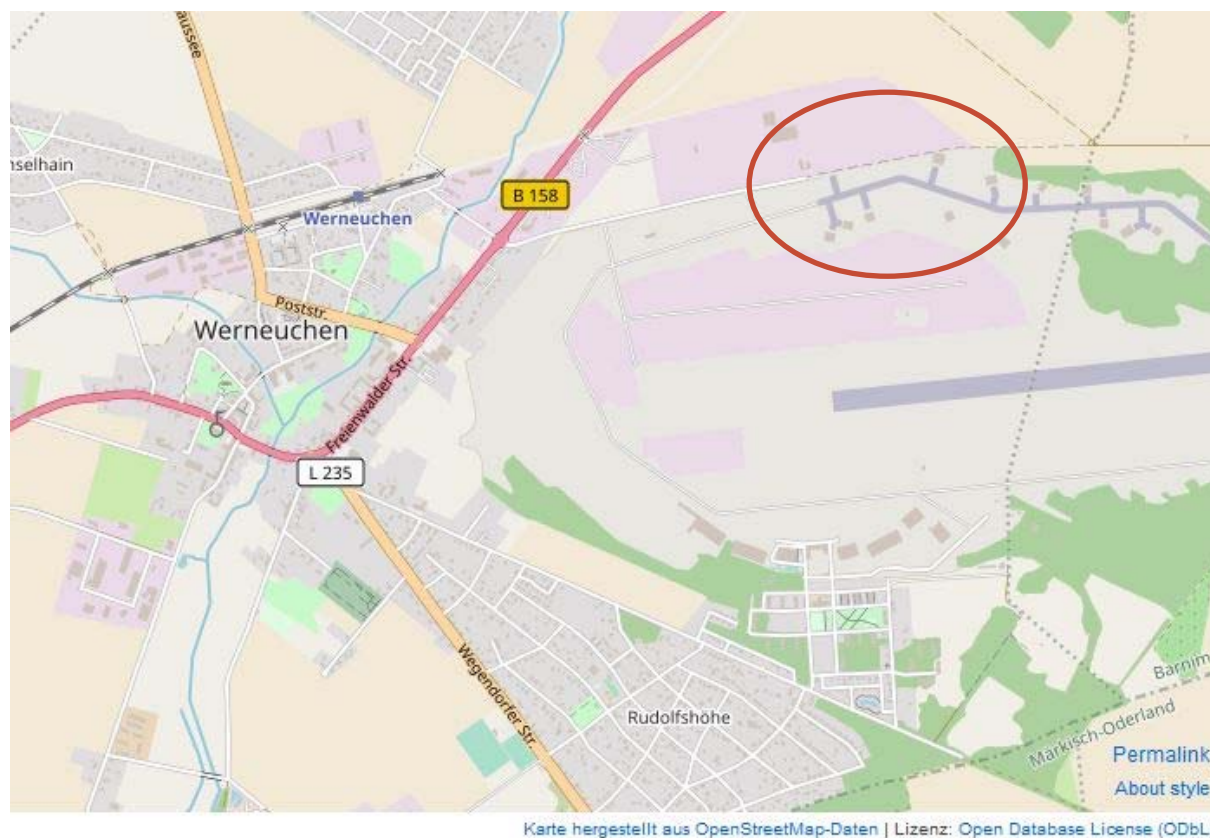 aussee
nselhain
B 158
Werneuchen
Poststr.
Werneuchen
Freienwalder Str.
L 235
Wegendorfer Str.
Rudolfshöhe
Barnim
Märkisch-Oderland
Permalink
About style
Karte hergestellt aus OpenStreetMap-Daten | Lizenz: Open Database License (ODbL